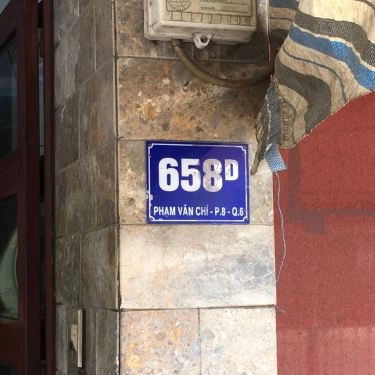 658D
PHẠM VĂN CHÍ - P.8 - Q.6